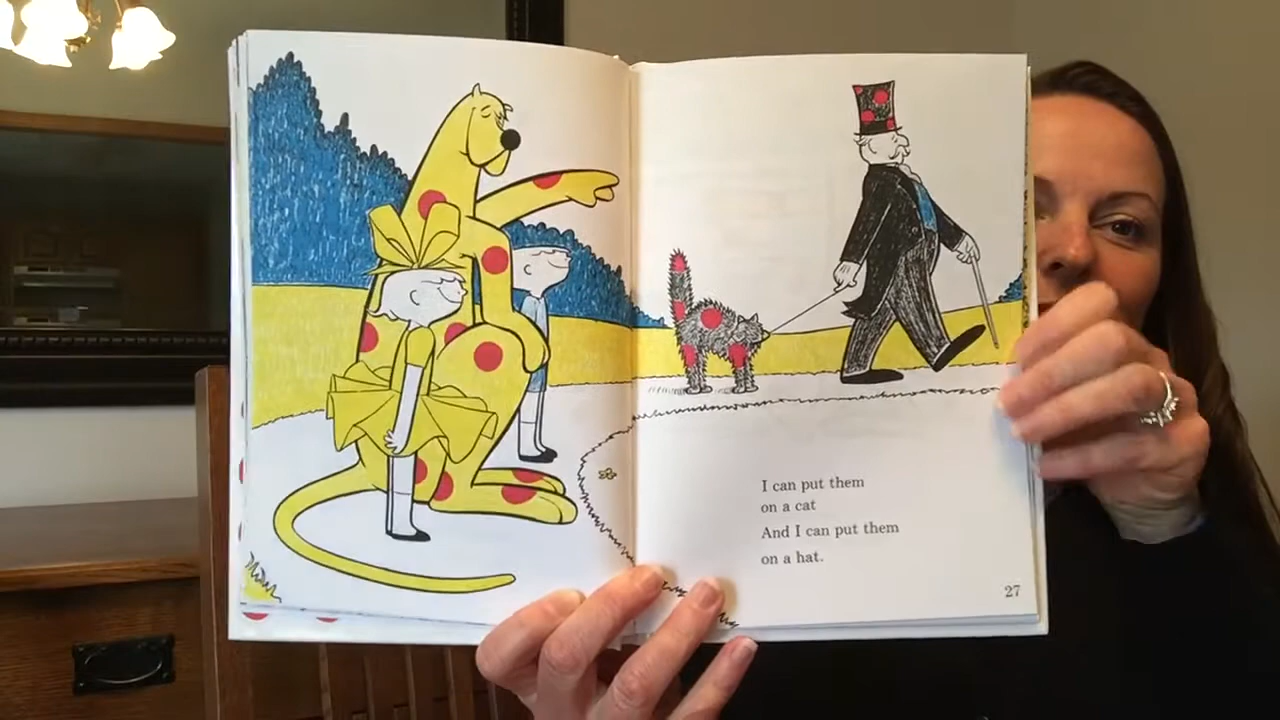 I can put them
on a cat
And I can put them
on a hat.
27